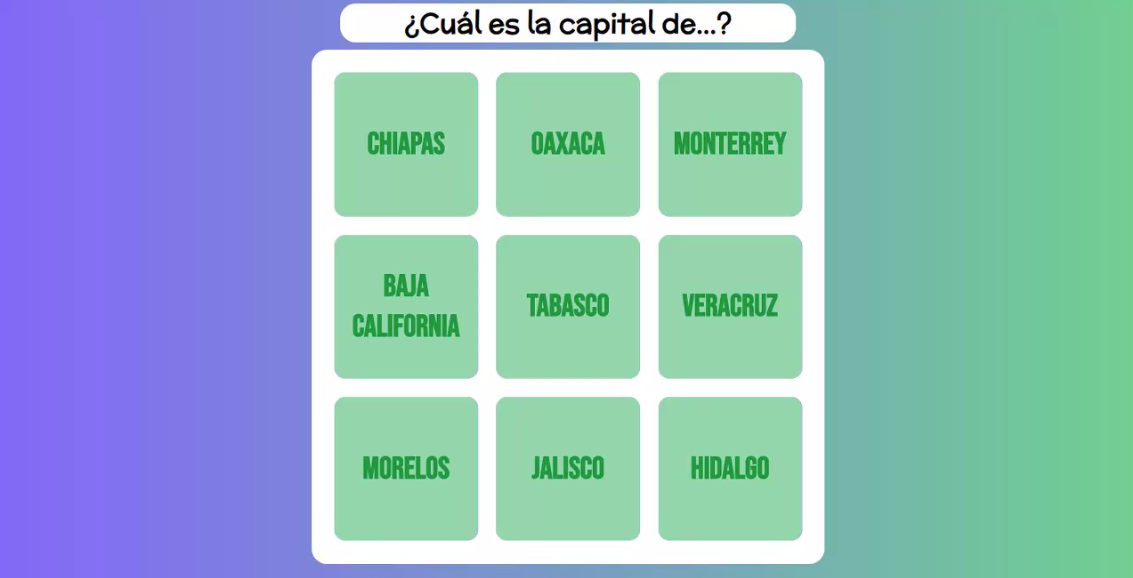 ¿Cuál es la capital de...?
CHIAPAS
OAXACA
MONTERREY
BAJA
CALIFORNIA
TABASCO
VERACRUZ
MORELOS
JALISCO
HIDALGO